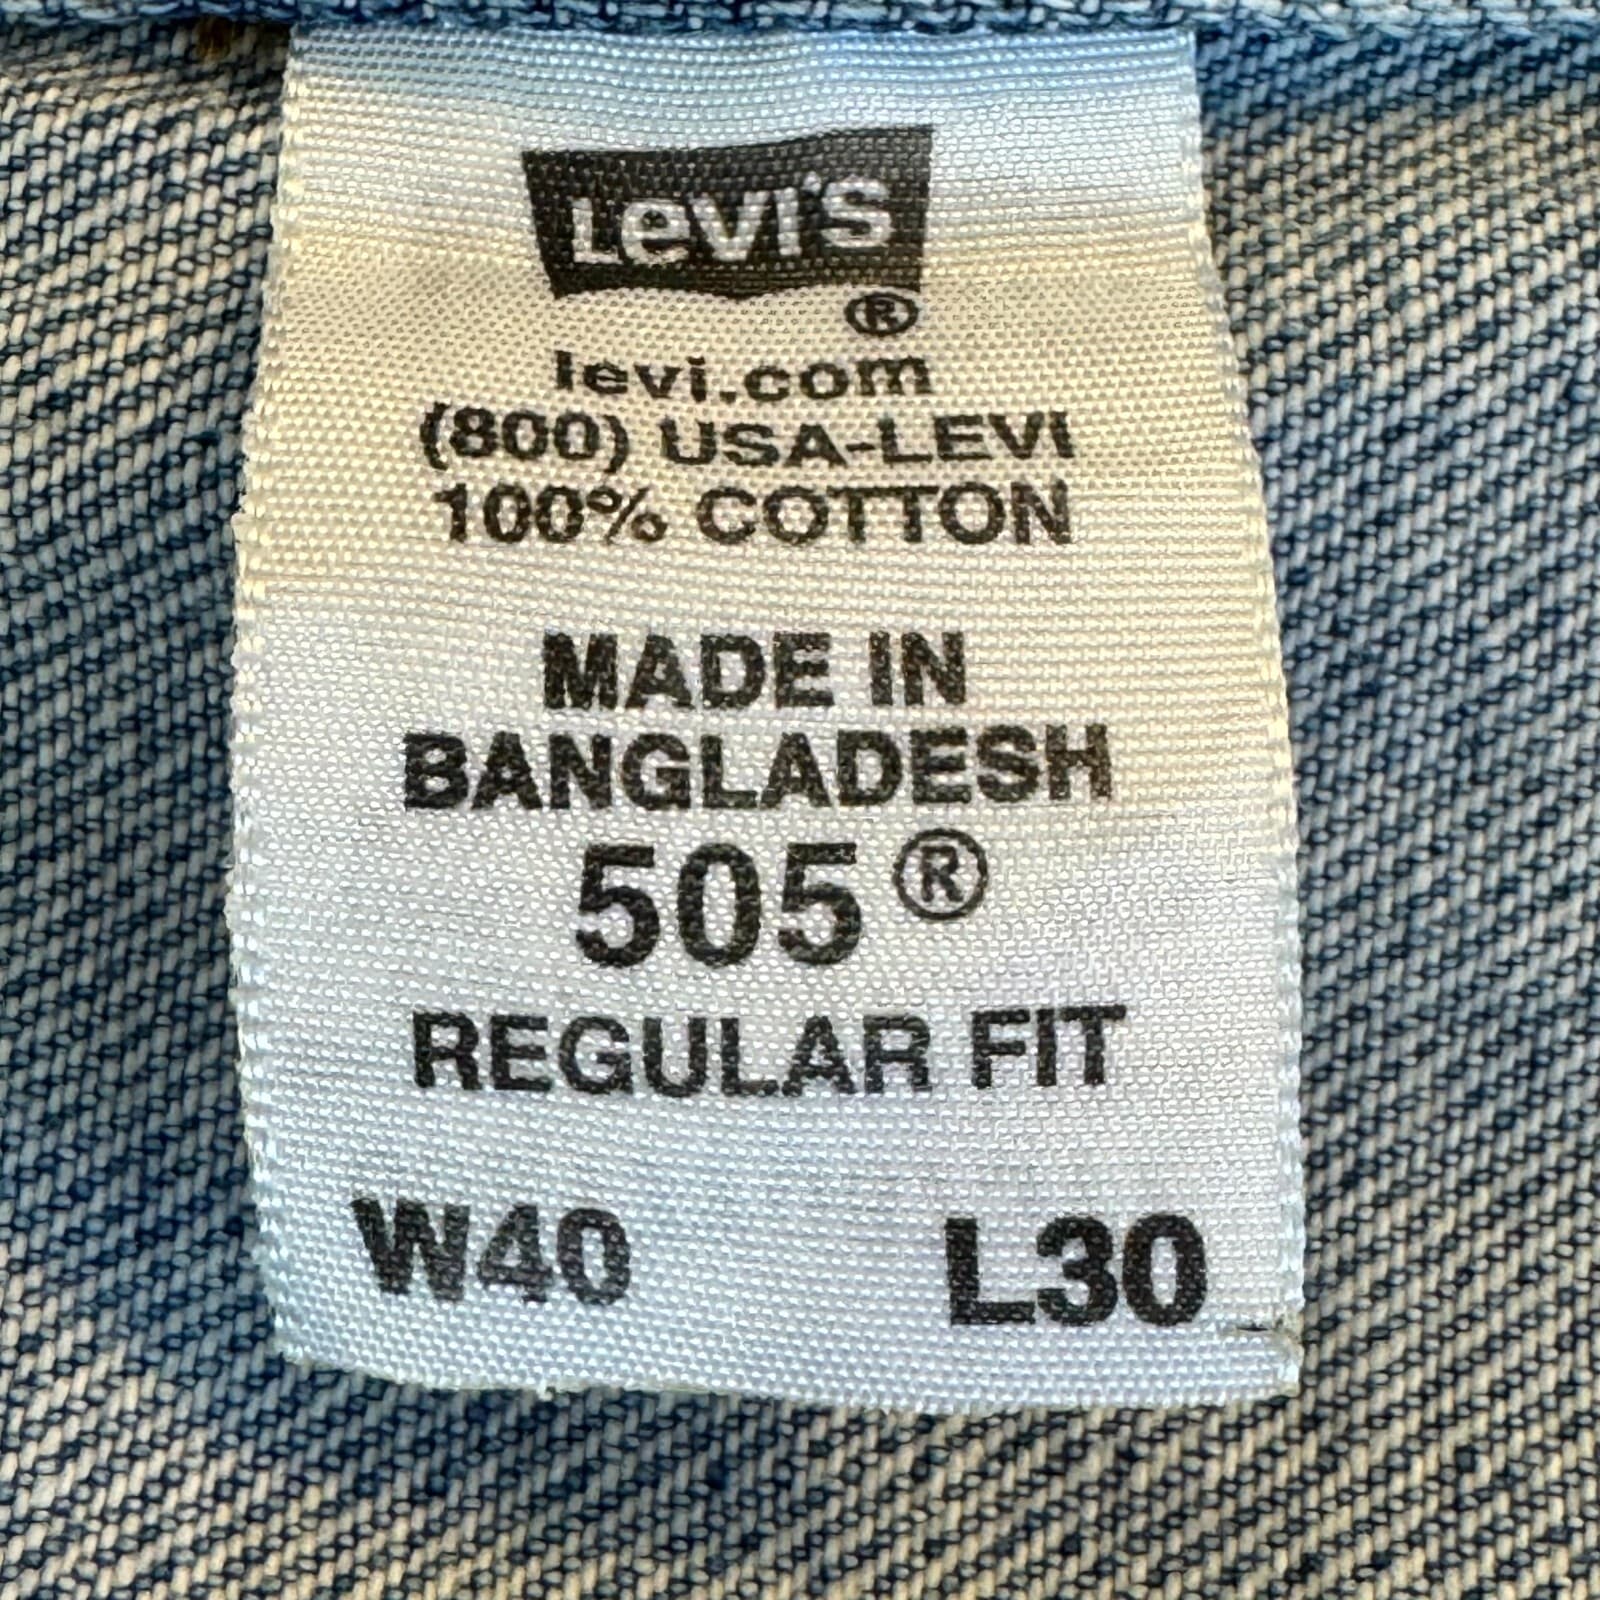 LEVI'S
®
levi.com
(800) USA-LEVI
100% COTTON
MADE IN
BANGLADESH
505®
REGULAR FIT
W40 L30